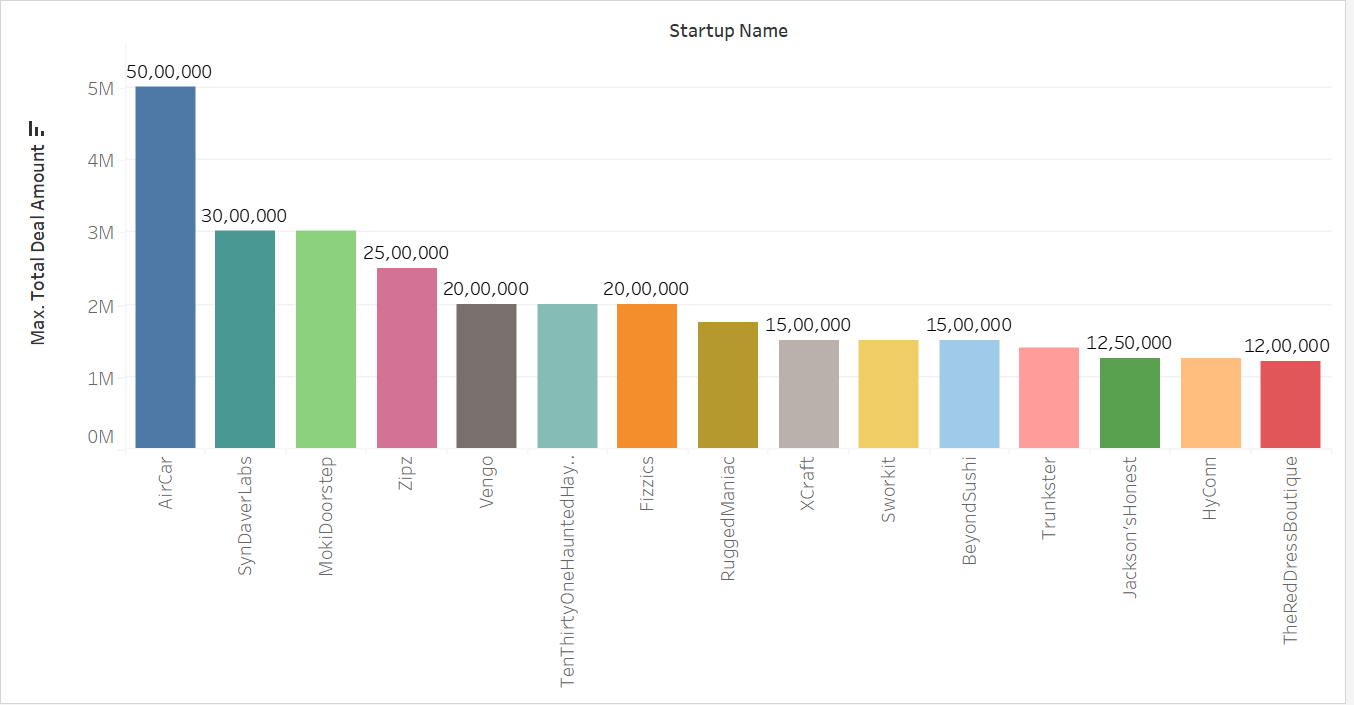 Startup Name
Max. Total Deal Amount
5M
4M
3M
2M
1M
0M
50,00,000
30,00,000
25,00,000
20,00,000
20,00,000
15,00,000
15,00,000
12,50,000
12,00,000
AirCar
SynDaverLabs
MokiDoorstep
Zipz
Vengo
TenThirtyOneHauntedHay..
Fizzics
RuggedManiac
XCraft
Sworkit
BeyondSushi
Trunkster
Jackson'sHonest
HyConn
TheRedDressBoutique